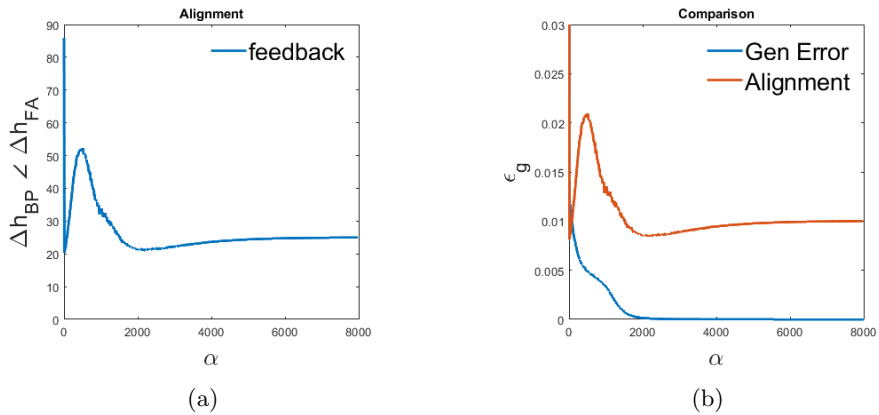 Alignment
90
80
70
60
50
40
30
20
10
0
0 2000 4000 6000 8000
Δh_BP ∠ Δh_FA
α
feedback
(a)
Comparison
0.03
0.025
0.02
0.015
0.01
0.005
0
0 2000 4000 6000 8000
ϵ_g
α
Gen Error
Alignment
(b)